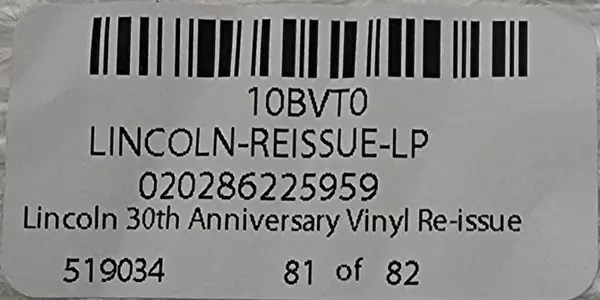 10BVT0
LINCOLN-REISSUE-LP
020286225959
Lincoln 30th Anniversary Vinyl Re-issue
519034 81 of 82